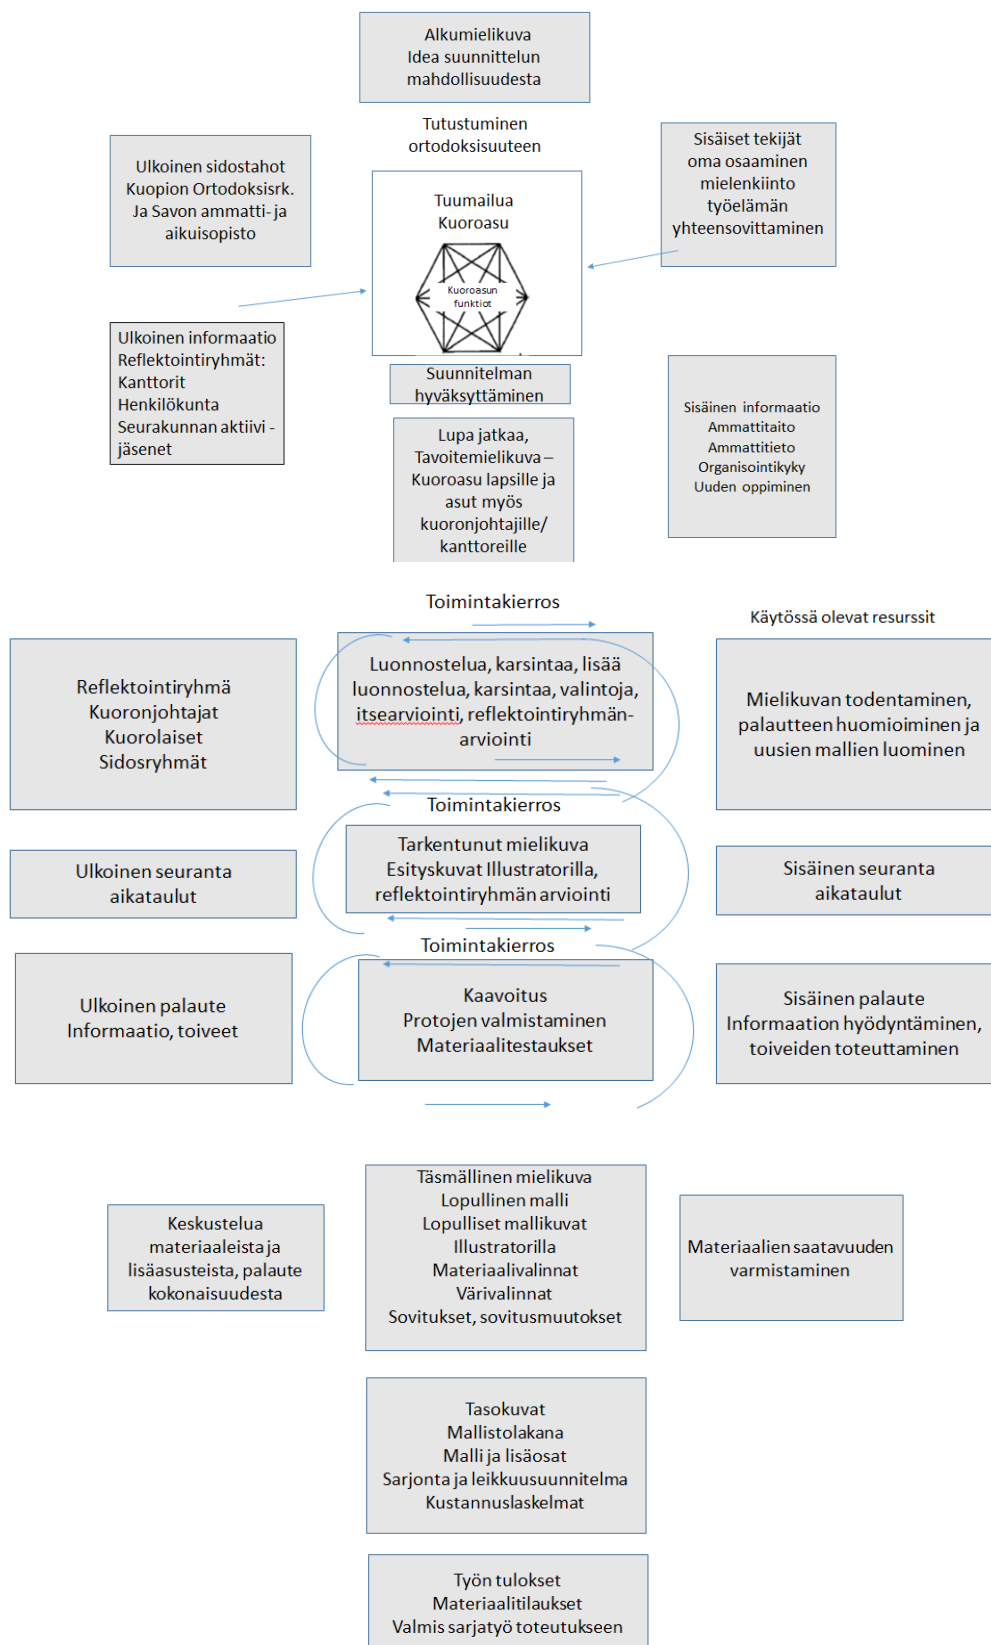 Alkumielikuva
Idea suunnittelun
mahdollisuudesta
Tutustuminen
ortodoksisuuteen
Ulkoinen sidostahot
Kuopion Ortodoksisrk.
Ja Savon ammatti- ja
aikuisopisto
Tuumailua
Kuoroasu
Kuoroasun
funktiot
Sisäiset tekijät
oma osaaminen
mielenkiinto
työelämän
yhteensovittaminen
Ulkoinen informaatio
Reflektointiryhmät:
Kanttorit
Henkilökunta
Seurakunnan aktiivi -
jäsenet
Suunnitelman
hyväksyttäminen
Lupa jatkaa,
Tavoitemielikuva –
Kuoroasu lapsille ja
asut myös
kuoronjohtajille/
kanttoreille
Sisäinen informaatio
Ammattitaito
Ammattitieto
Organisointikyky
Uuden oppiminen
Toimintakierros
Käytössä olevat resurssit
Reflektointiryhmä
Kuoronjohtajat
Kuorolaiset
Sidosryhmät
Luonnostelua, karsintaa, lisää
luonnostelua, karsintaa, valintoja,
itsearviointi, reflektointiryhmän-
arviointi
Mielikuvan todentaminen,
palautteen huomioiminen ja
uusien mallien luominen
Toimintakierros
Ulkoinen seuranta
aikataulut
Tarkentunut mielikuva
Esityskuvat Illustratorilla,
reflektointiryhmän arviointi
Sisäinen seuranta
aikataulut
Toimintakierros
Ulkoinen palaute
Informaatio, toiveet
Kaavoitus
Protojen valmistaminen
Materiaalitestaukset
Sisäinen palaute
Informaation hyödyntäminen,
toiveiden toteuttaminen
Keskustelua
materiaaleista ja
lisäasusteista, palaute
kokonaisuudesta
Täsmällinen mielikuva
Lopullinen malli
Lopulliset mallikuvat
Illustratorilla
Materiaalivalinnat
Värivalinnat
Sovitukset, sovitusmuutokset
Materiaalien saatavuuden
varmistaminen
Tasokuvat
Mallistolakana
Malli ja lisäosat
Sarjonta ja leikkuusuunnitelma
Kustannuslaskelmat
Työn tulokset
Materiaalitilaukset
Valmis sarjatyö toteutukseen